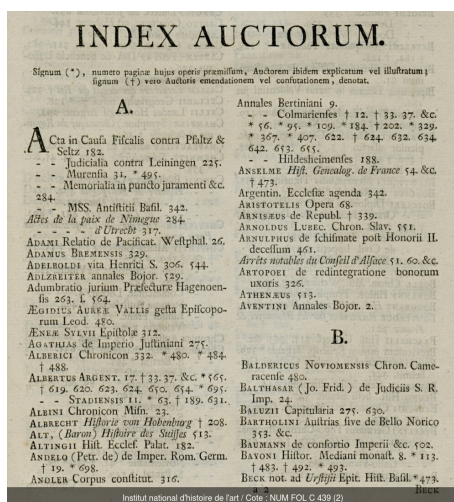 INDEX AUCTORUM.
Signum (*), numero paginæ hujus operis præmissum, Auctorem ibidem explicatum vel illustratum;
signum (†) vero Auctoris emendationem vel confutationem, denotat.
A.
ACta in Causa Fiscalis contra Pfaltz &
Seltz 182.
- - Judicialia contra Leiningen 225.
- - Murensia 31. * 495.
- - Memorialia in puncto juramenti &c.
284.
- - MSS. Antistitii Basil. 342.
Actes de la paix de Nimegue 284.
- - - d'Utrecht 317.
ADAMI Relatio de Pacificat. Westphal. 26.
ADAMUS BREMENSIS 329.
ADELBOLDI vita Henrici S. 306. 544.
ADLZREITER annales Bojor. 529.
Adumbratio jurium Præfecturæ Hagenoensis
263. f. 564.
ÆGIDIUS AUREÆ VALLIS gesta Episcoporum
Leod. 480.
ÆNEÆ SYLVII Epistolæ 312.
AGATHIAS de Imperio Justiniani 275.
ALBERICI Chronicon 332. * 480. * 484.
† 488.
ALBERTUS ARGENT. 17. † 33. 37. &c. * 565.
† 619. 620. 623. 624. 650. 654. * 695.
- - STADIENSIS 11. * 63. † 189. 631.
ALBINI Chronicon Misn. 23.
ALBRECHT Historie von Hohenburg † 208.
ALT, (Baron) Histoire des Suisses 513.
ALTINGII Hist. Eccles. Palat. 182.
ANDELO (Petr. de) de Imper. Rom. Germ.
† 19. * 698.
ANDLER Corpus constitut. 316.
Annales Bertiniani 9.
- - Colmarienses † 12. † 33. 37. &c.
* 56. * 95. * 109. * 184. † 202. * 329.
* 367. * 407. 622. † 624. 632. 634.
642. 653. 655.
- - Hildesheimenses 188.
ANSELME Hist. Genealog. de France 54. &c.
† 473.
Argentin. Ecclesiæ agenda 342.
ARISTOTELIS Opera 68.
ARNISÆUS de Republ. † 339.
ARNOLDUS LUBEC. Chron. Slav. 551.
ARNULPHUS de schismate post Honorii II.
decessum 461.
Arrêts notables du Conseil d'Alsace 51. 60. &c.
ARTOPOEI de redintegratione bonorum
uxoris 326.
ATHENÆUS 513.
AVENTINI Annales Bojor. 2.
B.
BALDERICUS NOVIOMENSIS Chron. Cameracense
480.
BALTHASAR (Jo. Frid.) de Judiciis S. R.
Imp. 24.
BALUZII Capitularia 275. 630.
BARTHOLINI Austrias sive de Bello Norico
353. &c.
BAUMANN de consortio Imperii &c. 502.
BAYONI Histor. Mediani monast. 8. * 113.
† 483. † 492. * 493.
BECK not. ad Urstisii Epit. Hist. Basil. * 473.
a 2
BECK
Institut national d'histoire de l'art / Cote : NUM FOL C 439 (2)